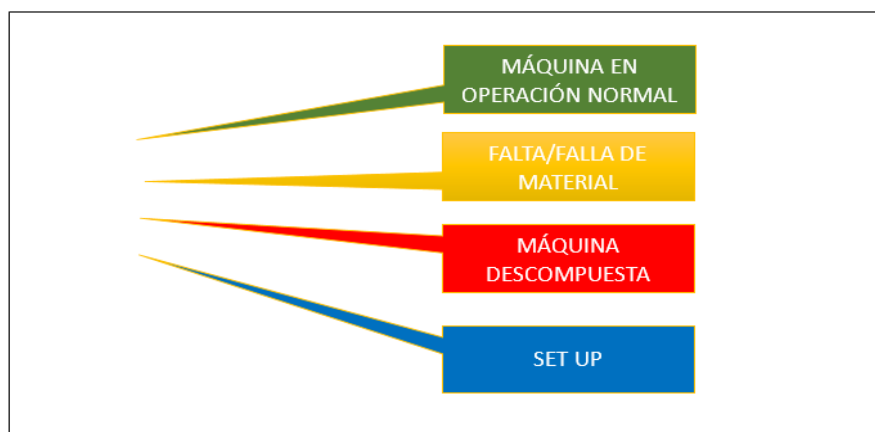 MÁQUINA EN
OPERACIÓN NORMAL
FALTA/FALLA DE
MATERIAL
MÁQUINA
DESCOMPUESTA
SET UP